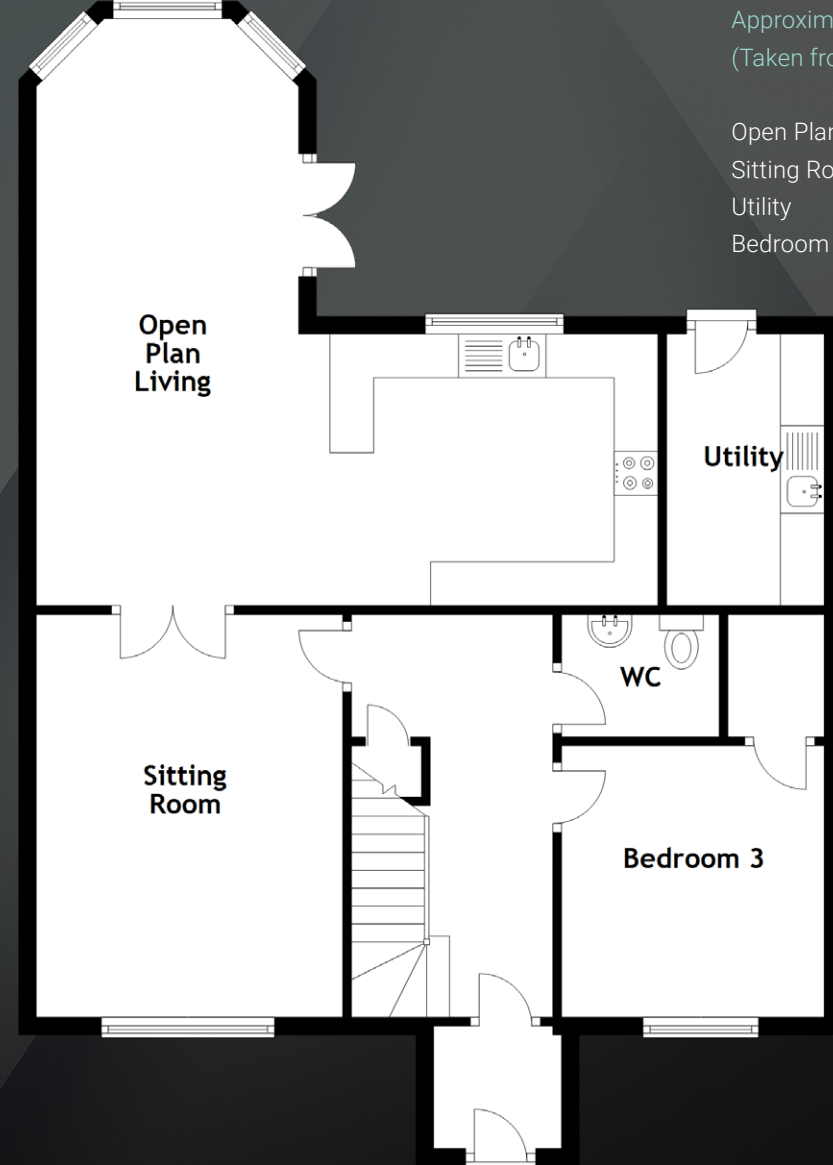 Approxim
(Taken fro
Open Plan
Sitting Ro
Utility
Bedroom
Open
Plan
Living
Utility
WC
Sitting
Room
Bedroom 3